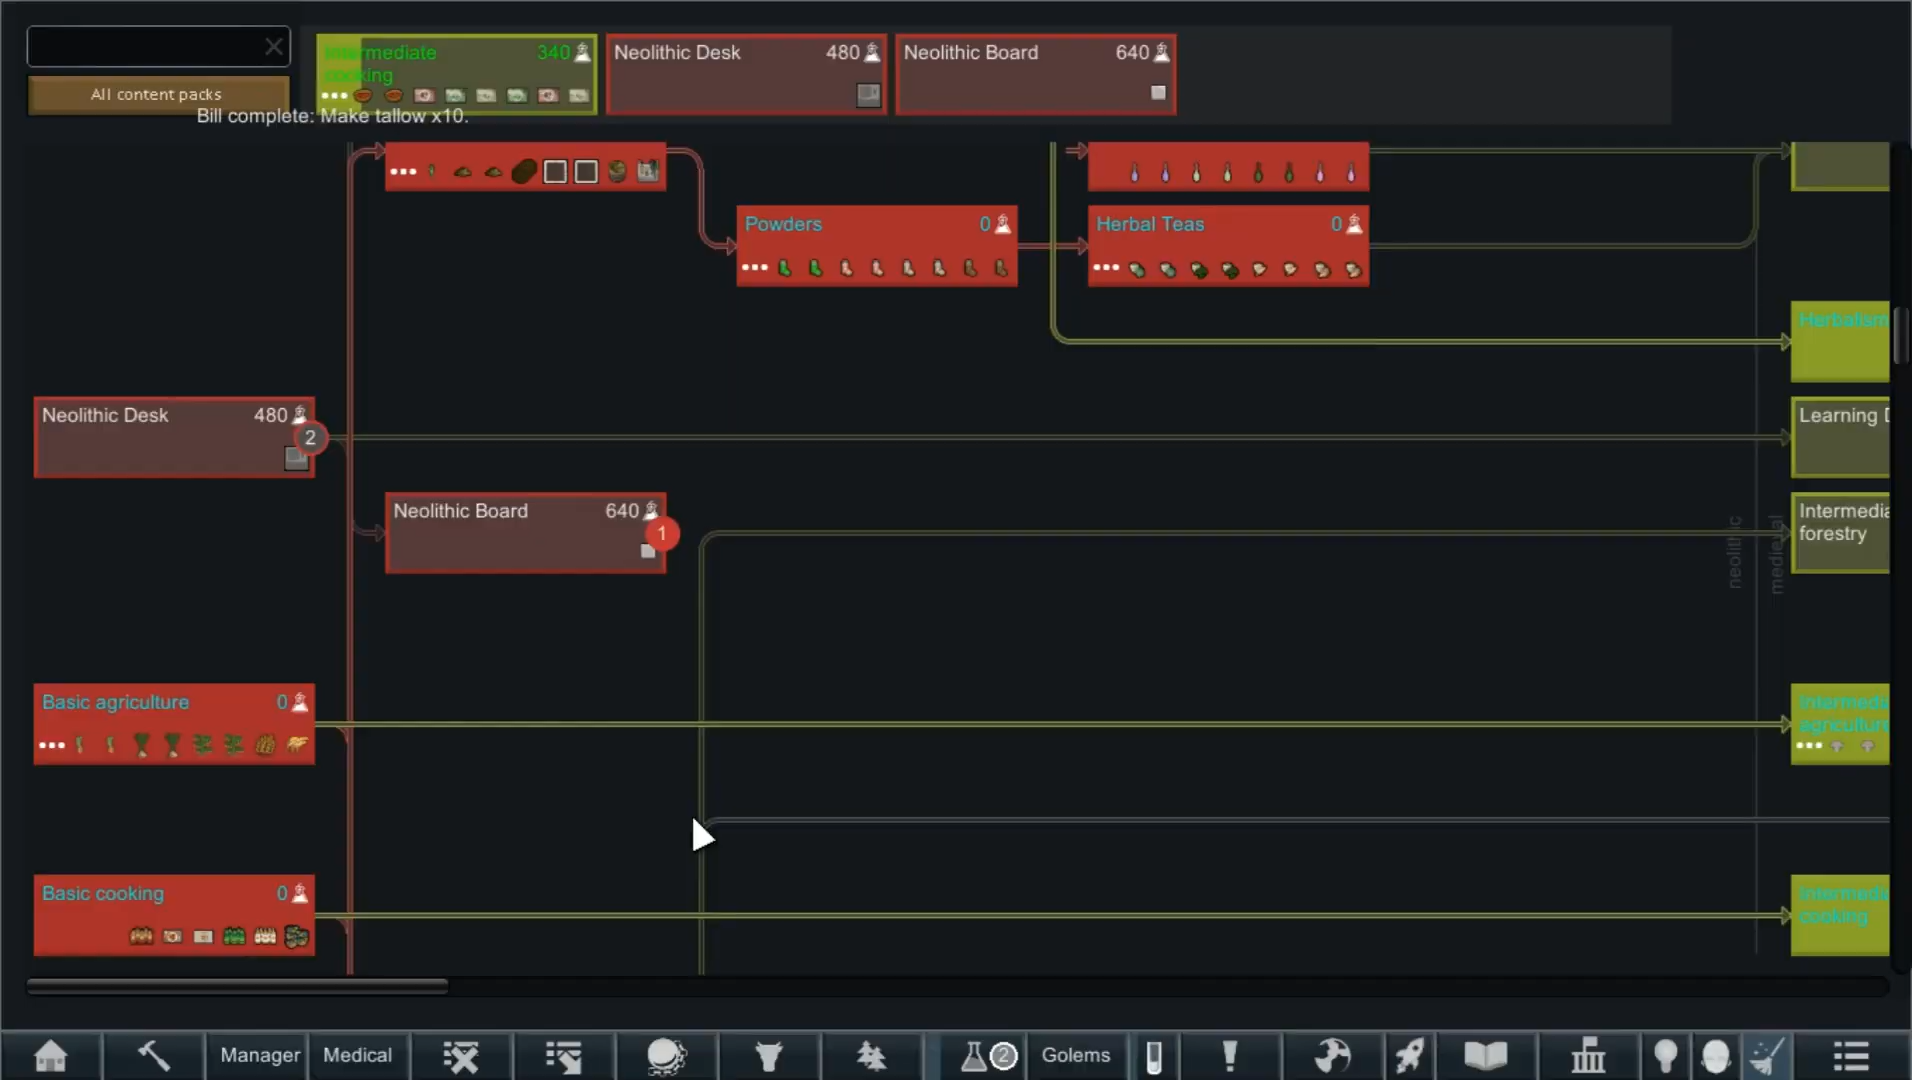 Intermediate 340
cooking
Neolithic Desk 480
Neolithic Board 640
All content packs
Bill complete: Make tallow x10.
Powders 0
Herbal Teas 0
Herbalism
Neolithic Desk 480
2
Learning D
Neolithic Board 640
1
Intermedia
forestry
neolithic
medieval
Basic agriculture 0
Intermedia
agriculture
Basic cooking 0
Intermedia
cooking
Manager
Medical
2
Golems